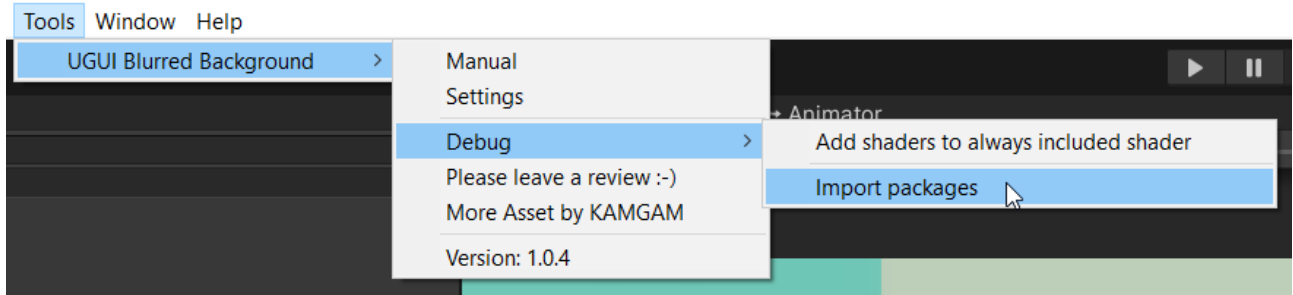 Tools Window Help
UGUI Blurred Background
Manual
Settings
Animator
Debug
Add shaders to always included shader
Please leave a review :-)
Import packages
More Asset by KAMGAM
Version: 1.0.4